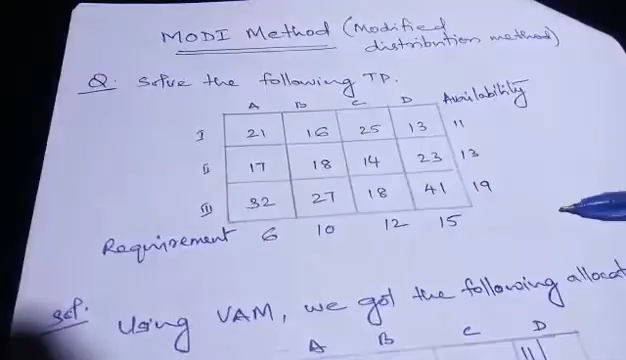 MODI Method (Modified
distribution method)
Q. Solve the following TP.
A B C D Availability
I 21 16 25 13 11
II 17 18 14 23 13
III 32 27 18 41 19
Requirement 6 10 12 15
Sol. Using VAM, we got the following allocat
A B C D
11